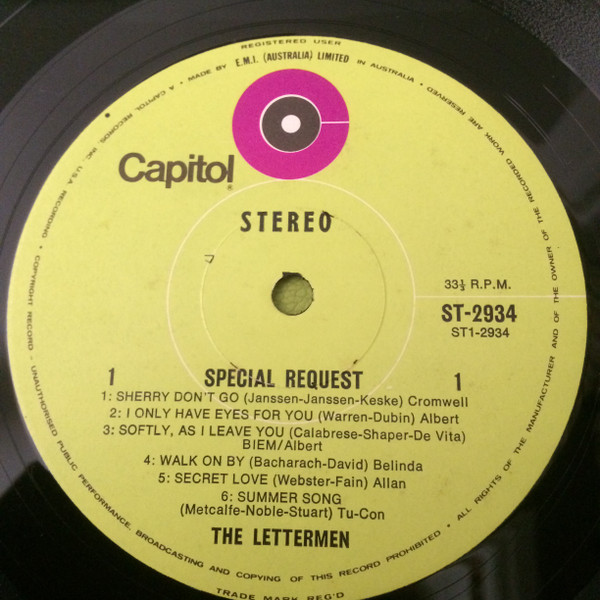 REGISTERED USER
• MADE BY E.M.I. (AUSTRALIA) LIMITED IN AUSTRALIA •
Capitol®
STEREO
33⅓ R.P.M.
ST-2934
ST1-2934
1 SPECIAL REQUEST 1
1: SHERRY DON'T GO (Janssen-Janssen-Keske) Cromwell
2: I ONLY HAVE EYES FOR YOU (Warren-Dubin) Albert
3: SOFTLY, AS I LEAVE YOU (Calabrese-Shaper-De Vita)
BIEM/Albert
4: WALK ON BY (Bacharach-David) Belinda
5: SECRET LOVE (Webster-Fain) Allan
6: SUMMER SONG
(Metcalfe-Noble-Stuart) Tu-Con
THE LETTERMEN
A CAPITOL RECORDS, INC. U.S.A. RECORDING • COPYRIGHT RECORD - UNAUTHORISED PUBLIC PERFORMANCE, BROADCASTING AND COPYING OF THIS RECORD PROHIBITED • ALL RIGHTS OF THE MANUFACTURER AND OF THE OWNER OF THE RECORDED WORK ARE RESERVED
TRADE MARK REG'D